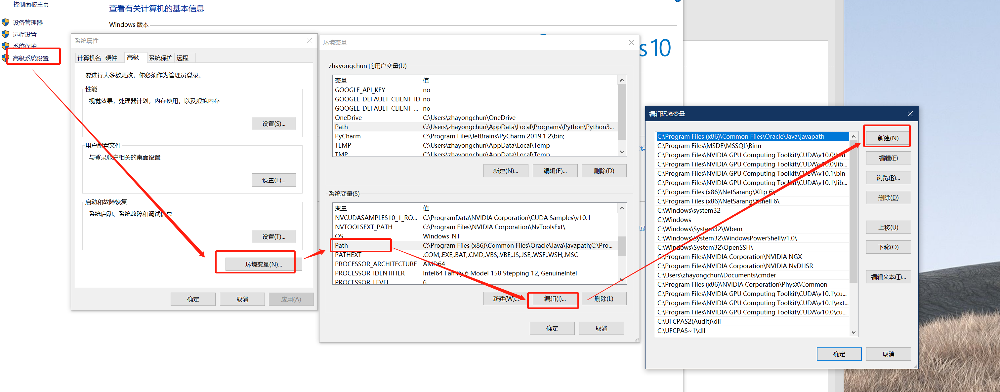 控制面板主页
设备管理器
远程设置
系统保护
高级系统设置
查看有关计算机的基本信息
Windows 版本
s 10
系统属性
计算机名 硬件 高级 系统保护 远程
要进行大多数更改，你必须作为管理员登录。
性能
视觉效果，处理器计划，内存使用，以及虚拟内存
设置(S)...
用户配置文件
与登录帐户相关的桌面设置
设置(E)...
启动和故障恢复
系统启动、系统故障和调试信息
设置(T)...
环境变量(N)...
确定 取消 应用(A)
环境变量
zhayongchun 的用户变量(U)
变量 值
GOOGLE_API_KEY no
GOOGLE_DEFAULT_CLIENT_ID no
GOOGLE_DEFAULT_CLIENT_... no
OneDrive C:\Users\zhayongchun\OneDrive
Path C:\Users\zhayongchun\AppData\Local\Programs\Python\Python3...
PyCharm C:\Program Files\JetBrains\PyCharm 2019.1.2\bin;
TEMP C:\Users\zhayongchun\AppData\Local\Temp
TMP C:\Users\zhayongchun\AppData\Local\Temp
新建(N)... 编辑(E)... 删除(D)
系统变量(S)
变量 值
NVCUDASAMPLES10_1_RO... C:\ProgramData\NVIDIA Corporation\CUDA Samples\v10.1
NVTOOLSEXT_PATH C:\Program Files\NVIDIA Corporation\NvToolsExt\
OS Windows_NT
Path C:\Program Files (x86)\Common Files\Oracle\Java\javapath;C:\Pro...
PATHEXT .COM;.EXE;.BAT;.CMD;.VBS;.VBE;.JS;.JSE;.WSF;.WSH;.MSC
PROCESSOR_ARCHITECTURE AMD64
PROCESSOR_IDENTIFIER Intel64 Family 6 Model 158 Stepping 12, GenuineIntel
PROCESSOR_LEVEL 6
新建(W)... 编辑(I)... 删除(L)
确定 取消
编辑环境变量
C:\Program Files (x86)\Common Files\Oracle\Java\javapath
C:\Program Files\MSDE\MSSQL\Binn
C:\Program Files\NVIDIA GPU Computing Toolkit\CUDA\v10.0\bin
C:\Program Files\NVIDIA GPU Computing Toolkit\CUDA\v10.0\lib...
C:\Program Files\NVIDIA GPU Computing Toolkit\CUDA\v10.1\bin
C:\Program Files\NVIDIA GPU Computing Toolkit\CUDA\v10.1\lib...
C:\Program Files (x86)\NetSarang\Xftp 6\
C:\Program Files (x86)\NetSarang\Xshell 6\
C:\Windows\system32
C:\Windows
C:\Windows\System32\Wbem
C:\Windows\System32\WindowsPowerShell\v1.0\
C:\Windows\System32\OpenSSH\
C:\Program Files\NVIDIA Corporation\NVIDIA NGX
C:\Program Files\NVIDIA Corporation\NVIDIA NvDLISR
C:\Users\zhayongchun\Documents\cmder
C:\Program Files (x86)\NVIDIA Corporation\PhysX\Common
C:\Program Files\NVIDIA GPU Computing Toolkit\CUDA\v10.1\cu...
C:\Program Files\NVIDIA GPU Computing Toolkit\CUDA\v10.1\ext...
C:\Program Files\NVIDIA GPU Computing Toolkit\CUDA\v10.0\cu...
C:\UFCPAS2(Audit)\dll
C:\UFCPAS~1\dll
新建(N)
编辑(E)
浏览(B)...
删除(D)
上移(U)
下移(O)
编辑文本(T)...
确定 取消